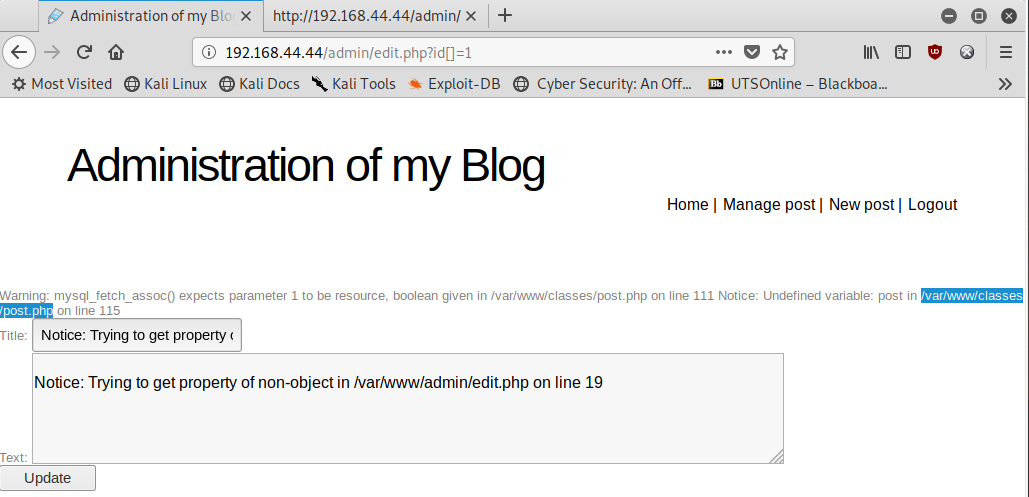 Administration of my Blo
http://192.168.44.44/admin/
192.168.44.44/admin/edit.php?id[]=1
Most Visited Kali Linux Kali Docs Kali Tools Exploit-DB Cyber Security: An Off... Bb UTSOnline – Blackboa...
Administration of my Blog
Home | Manage post | New post | Logout
Warning: mysql_fetch_assoc() expects parameter 1 to be resource, boolean given in /var/www/classes/post.php on line 111 Notice: Undefined variable: post in /var/www/classes
/post.php on line 115
Title: Notice: Trying to get property o
Notice: Trying to get property of non-object in /var/www/admin/edit.php on line 19
Text:
Update